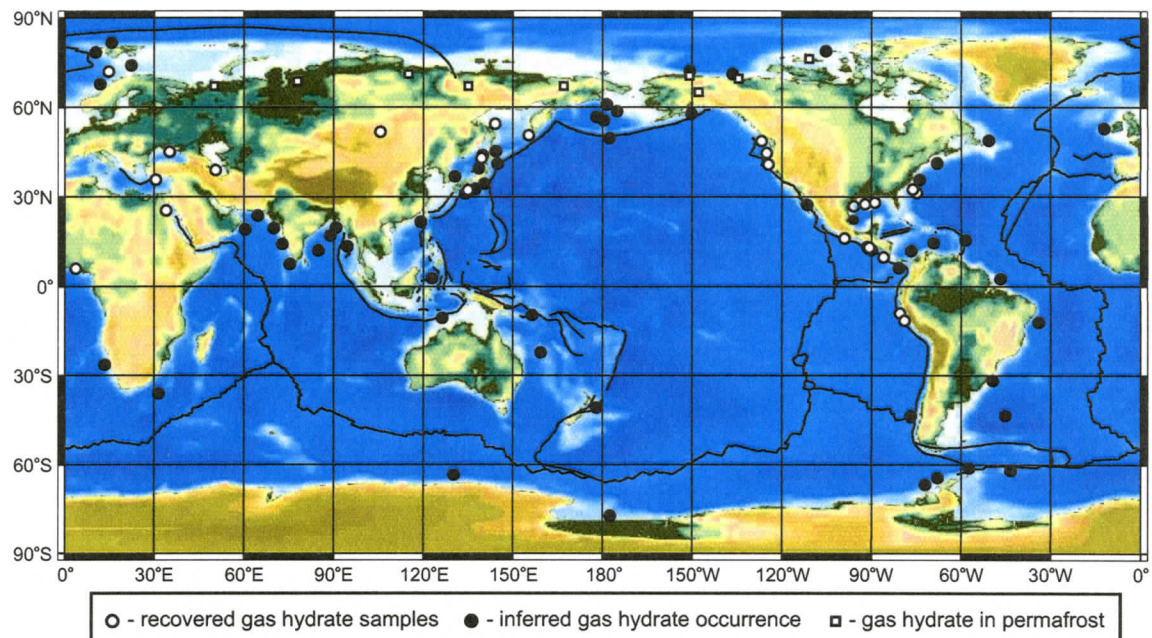 90°N
60°N
30°N
0°
30°S
60°S
90°S
0° 30°E 60°E 90°E 120°E 150°E 180° 150°W 120°W 90°W 60°W 30°W 0°
- recovered gas hydrate samples - inferred gas hydrate occurrence - gas hydrate in permafrost